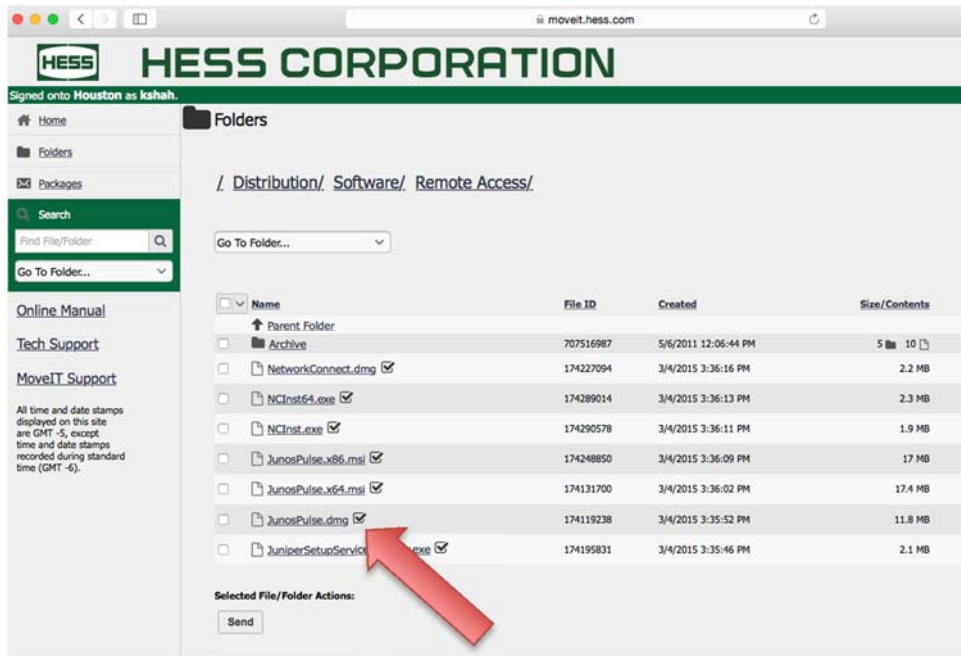 moveit.hess.com
HESS HESS CORPORATION
Signed onto Houston as kshah.
Home
Folders
Packages
Search
Find File/Folder
Go To Folder...
Online Manual
Tech Support
MoveIT Support
All time and date stamps
displayed on this site
are GMT -5, except
time and date stamps
recorded during standard
time (GMT -6).
Folders
/ Distribution/ Software/ Remote Access/
Go To Folder...
Name File ID Created Size/Contents
Parent Folder
Archive 707516987 5/6/2011 12:06:44 PM 5 10
NetworkConnect.dmg 174227094 3/4/2015 3:36:16 PM 2.2 MB
NCInst64.exe 174289014 3/4/2015 3:36:13 PM 2.3 MB
NCInst.exe 174290578 3/4/2015 3:36:11 PM 1.9 MB
JunosPulse.x86.msi 174248850 3/4/2015 3:36:09 PM 17 MB
JunosPulse.x64.msi 174131700 3/4/2015 3:36:02 PM 17.4 MB
JunosPulse.dmg 174119238 3/4/2015 3:35:52 PM 11.8 MB
JuniperSetupService .exe 174195831 3/4/2015 3:35:46 PM 2.1 MB
Selected File/Folder Actions:
Send